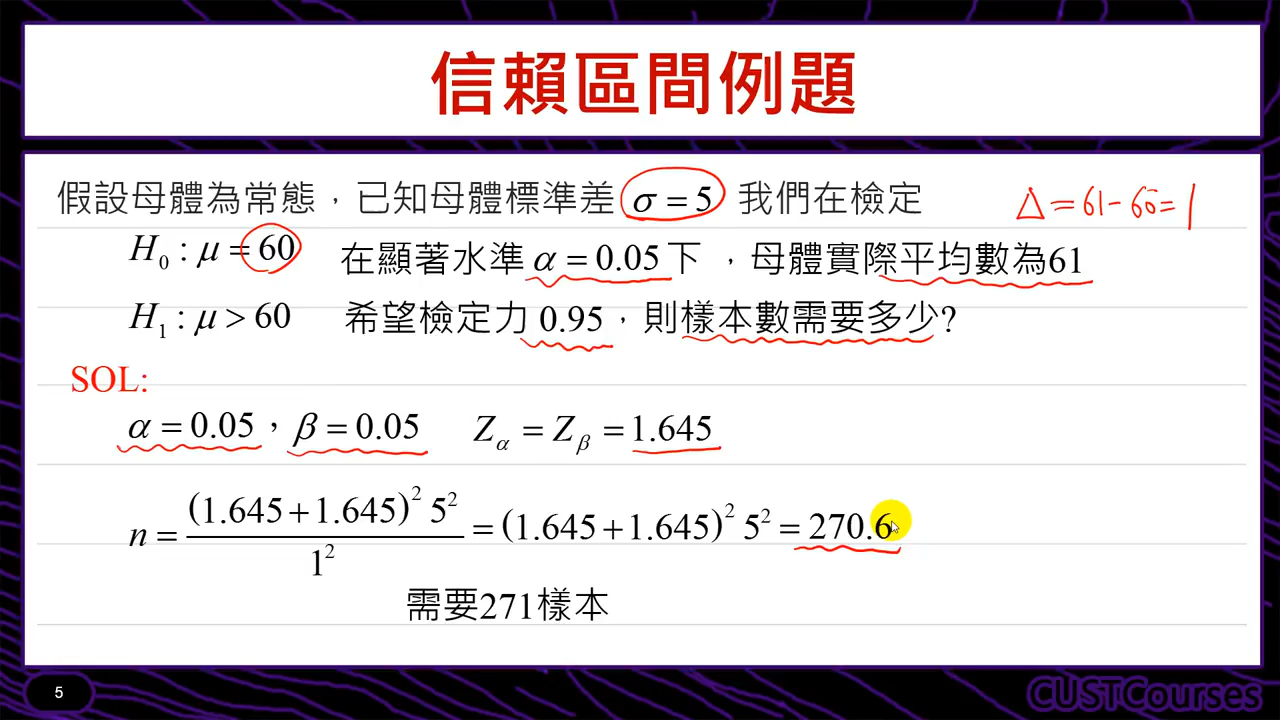 信賴區間例題
假設母體為常態，已知母體標準差 σ = 5 我們在檢定
Δ = 61 - 60 = 1
H₀ : μ = 60 在顯著水準 α = 0.05 下 ，母體實際平均數為61
H₁ : μ > 60 希望檢定力 0.95，則樣本數需要多少?
SOL:
α = 0.05， β = 0.05 Z_α = Z_β = 1.645
n = (1.645+1.645)² 5² / 1² = (1.645+1.645)² 5² = 270.6
需要271樣本
5
CUSTCourses